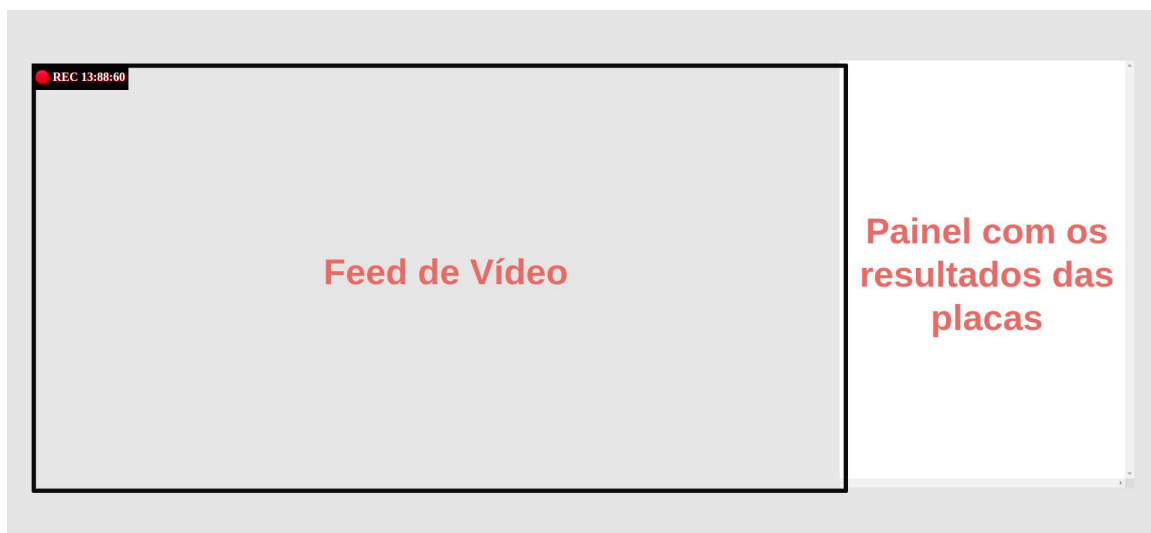 REC 13:88:60
Feed de Vídeo
Painel com os
resultados das
placas